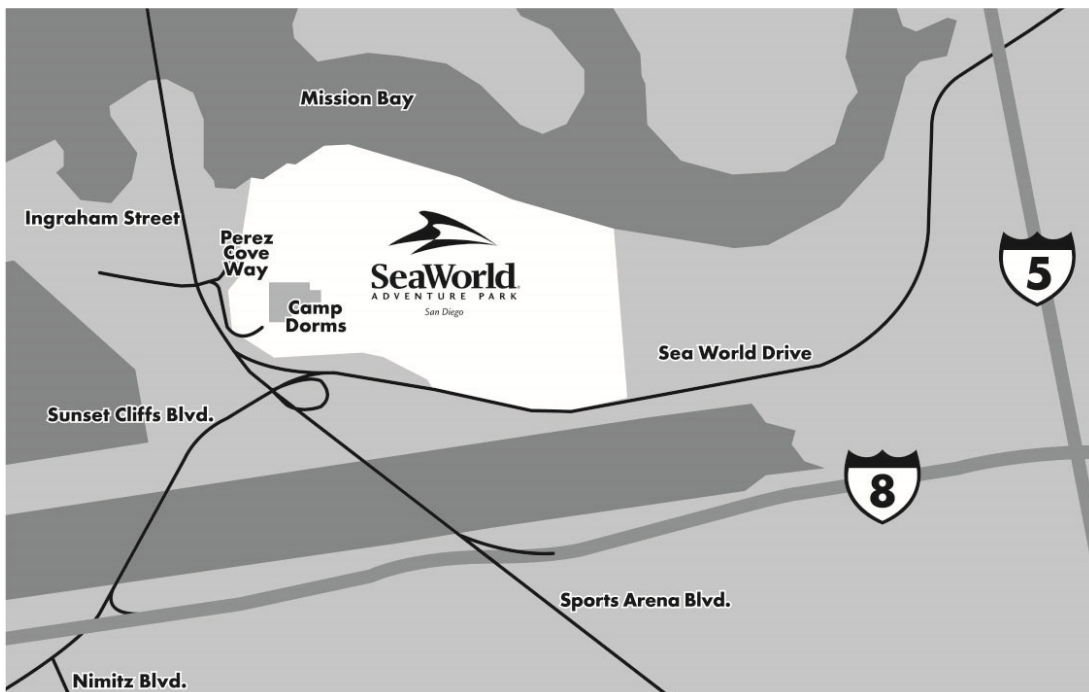 Mission Bay
Ingraham Street
Perez
Cove
Way
SeaWorld
ADVENTURE PARK
San Diego
Camp
Dorms
5
Sea World Drive
Sunset Cliffs Blvd.
8
Sports Arena Blvd.
Nimitz Blvd.